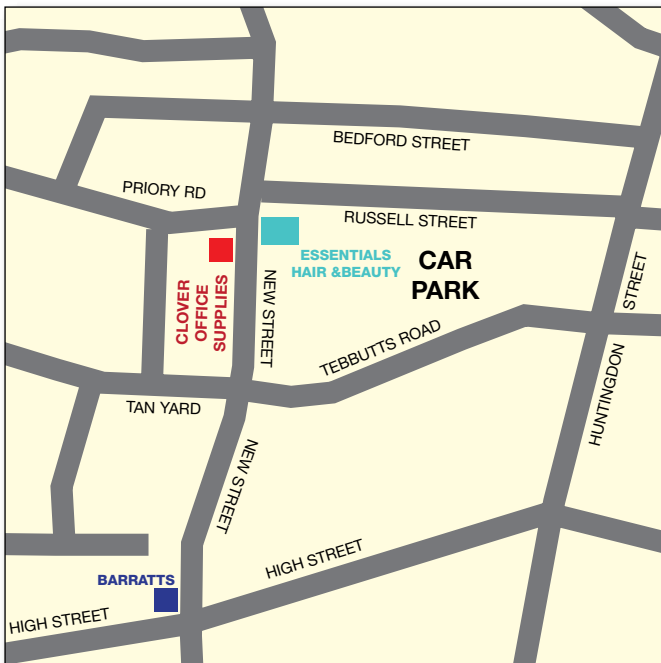 BEDFORD STREET
PRIORY RD
RUSSELL STREET
ESSENTIALS
HAIR &BEAUTY
CAR
PARK
CLOVER
OFFICE
SUPPLIES
NEW STREET
HUNTINGDON STREET
TEBBUTTS ROAD
TAN YARD
NEW STREET
HIGH STREET
BARRATTS
HIGH STREET